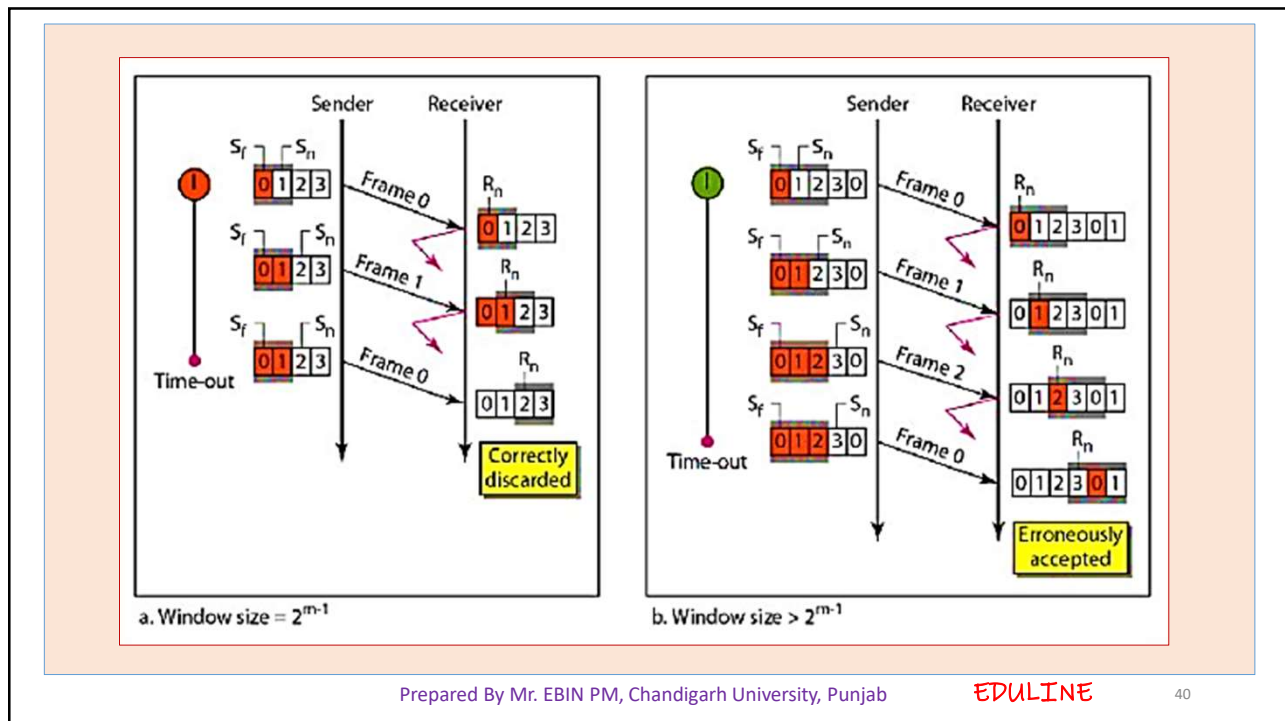 Sender Receiver
Sf Sn
0 1 2 3
Frame 0
Rn
0 1 2 3
Sf Sn
0 1 2 3
Frame 1
Rn
0 1 2 3
Sf Sn
0 1 2 3
Time-out
Frame 0
Rn
0 1 2 3
Correctly
discarded
a. Window size = 2^m-1
Sender Receiver
Sf Sn
0 1 2 3 0
Frame 0
Rn
0 1 2 3 0 1
Sf Sn
0 1 2 3 0
Frame 1
Rn
0 1 2 3 0 1
Sf Sn
0 1 2 3 0
Frame 2
Rn
0 1 2 3 0 1
Sf Sn
0 1 2 3 0
Time-out
Frame 0
Rn
0 1 2 3 0 1
Erroneously
accepted
b. Window size > 2^m-1
Prepared By Mr. EBIN PM, Chandigarh University, Punjab EDULINE 40